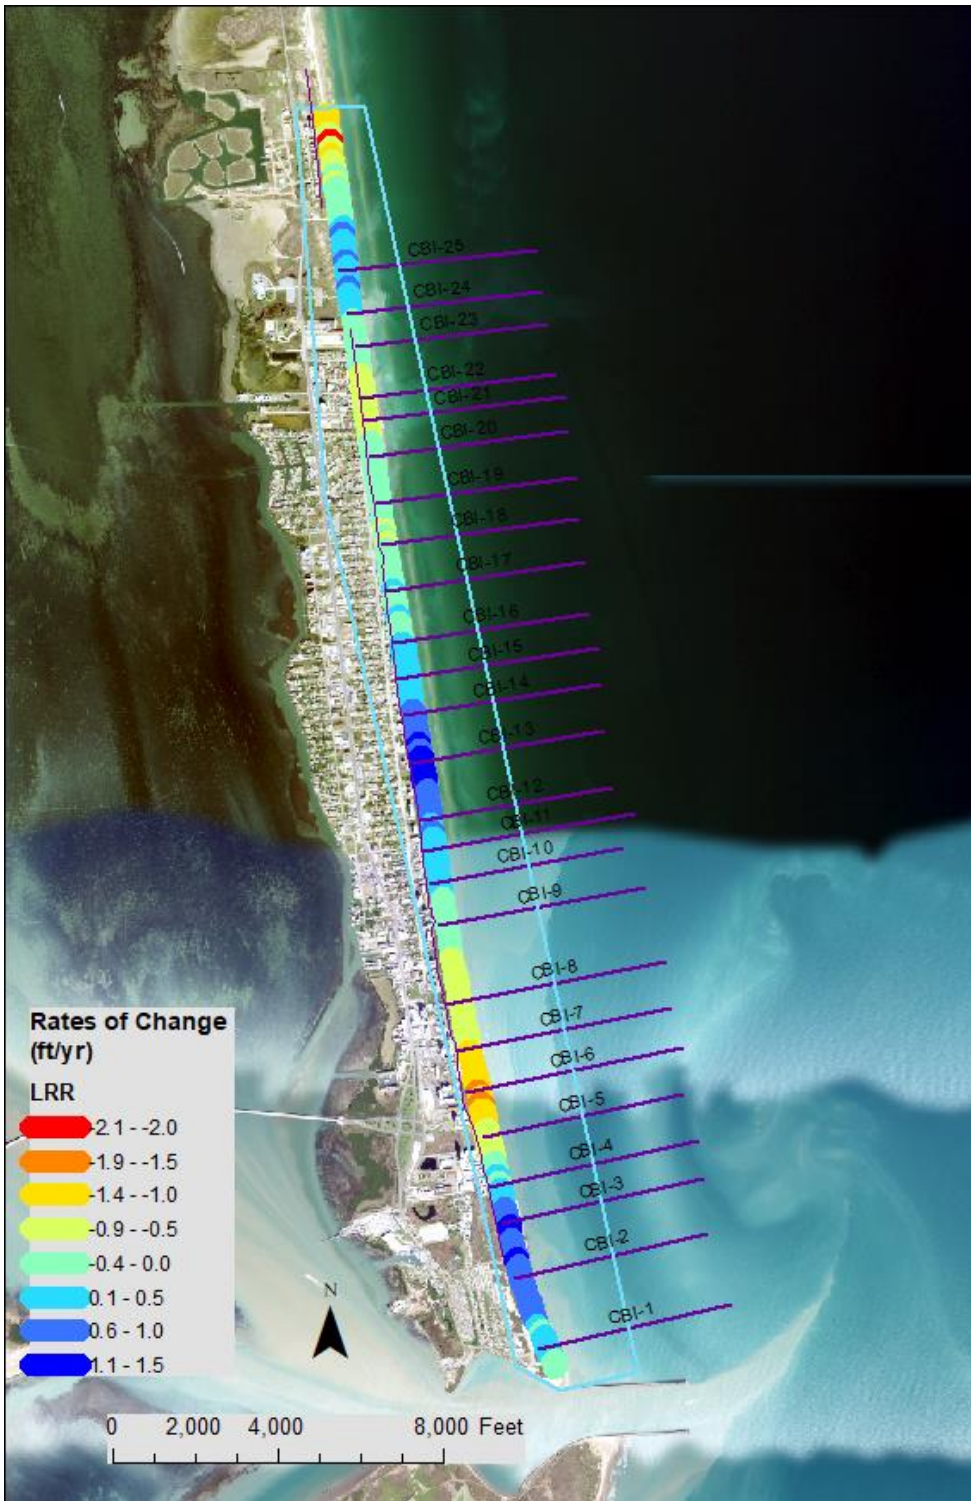 CBI-25
CBI-24
CBI-23
CBI-22
CBI-21
CBI-20
CBI-19
CBI-18
CBI-17
CBI-16
CBI-15
CBI-14
CBI-13
CBI-12
CBI-11
CBI-10
CBI-9
CBI-8
CBI-7
CBI-6
CBI-5
CBI-4
CBI-3
CBI-2
CBI-1
Rates of Change
(ft/yr)
LRR
-2.1 - -2.0
-1.9 - -1.5
-1.4 - -1.0
-0.9 - -0.5
-0.4 - 0.0
0.1 - 0.5
0.6 - 1.0
1.1 - 1.5
N
0 2,000 4,000 8,000 Feet